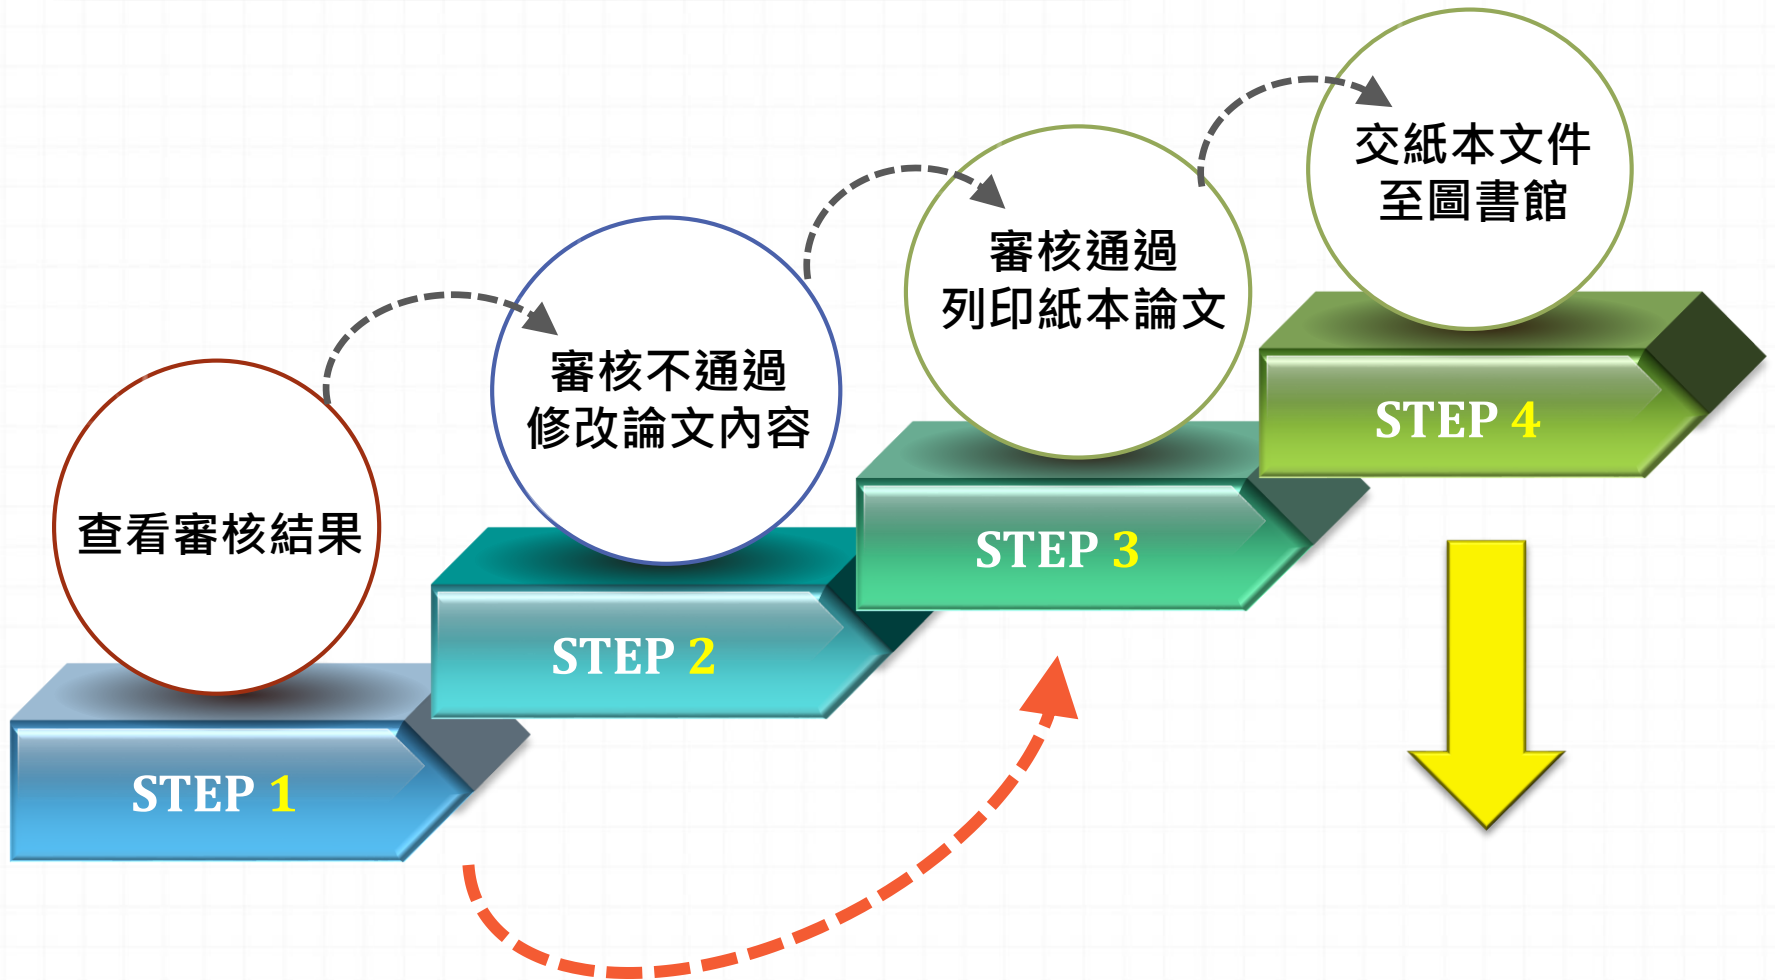 查看審核結果
STEP 1
審核不通過
修改論文內容
STEP 2
審核通過
列印紙本論文
STEP 3
交紙本文件
至圖書館
STEP 4